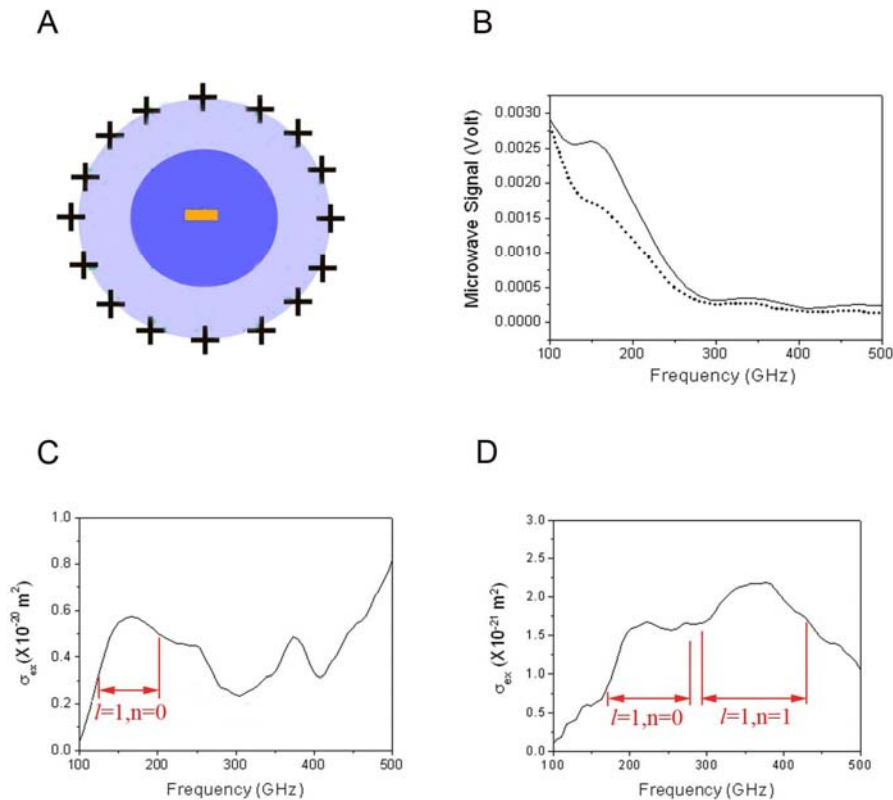 A
B
0.0030
0.0025
0.0020
0.0015
0.0010
0.0005
0.0000
Microwave Signal (Volt)
100 200 300 400 500
Frequency (GHz)
C
1.0
0.8
0.6
0.4
0.2
0.0
σex (X10⁻²⁰ m²)
l=1,n=0
100 200 300 400 500
Frequency (GHz)
D
3.0
2.5
2.0
1.5
1.0
0.5
0.0
σex (X10⁻²¹ m²)
l=1,n=0 l=1,n=1
100 200 300 400 500
Frequency (GHz)